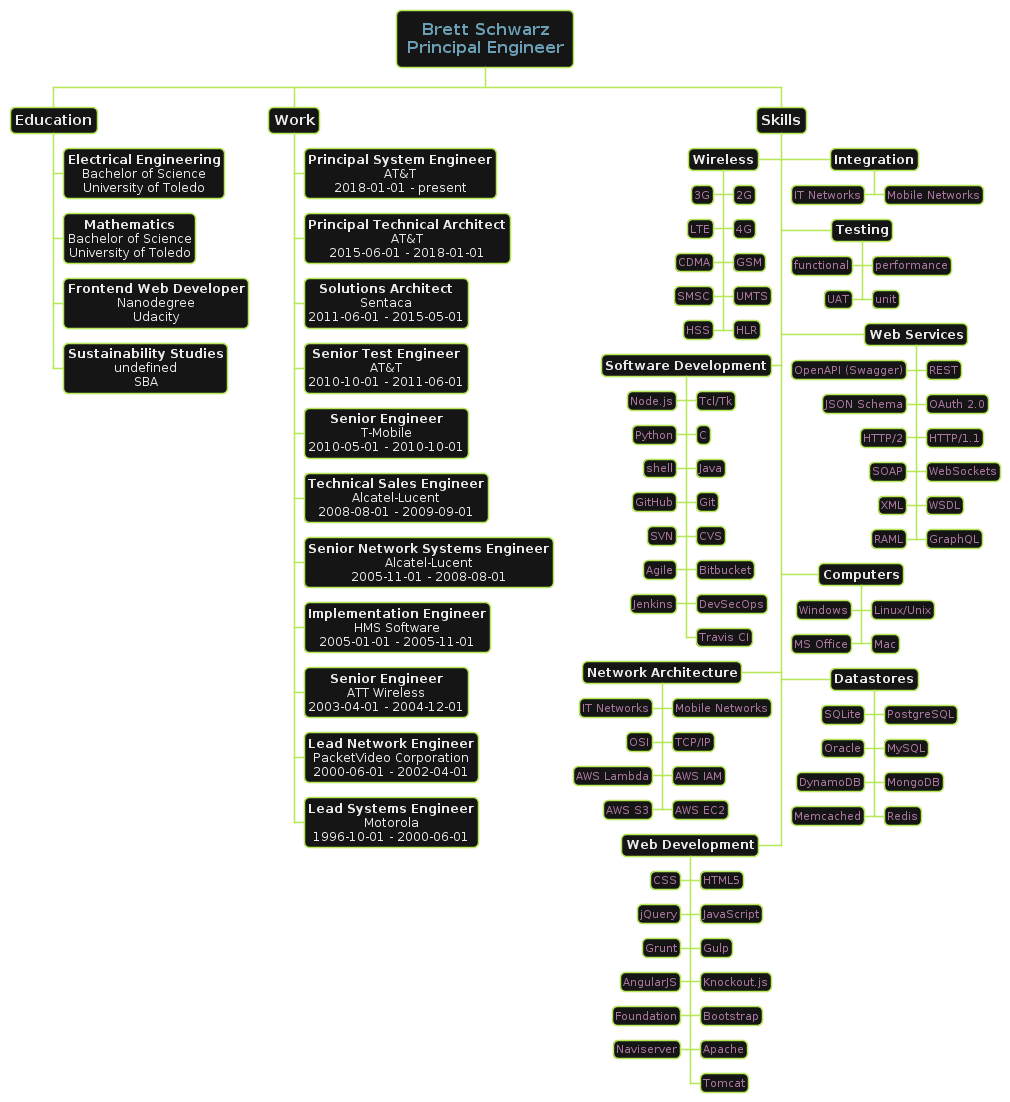 Brett Schwarz
Principal Engineer
Education
Electrical Engineering
Bachelor of Science
University of Toledo
Mathematics
Bachelor of Science
University of Toledo
Frontend Web Developer
Nanodegree
Udacity
Sustainability Studies
undefined
SBA
Work
Principal System Engineer
AT&T
2018-01-01 - present
Principal Technical Architect
AT&T
2015-06-01 - 2018-01-01
Solutions Architect
Sentaca
2011-06-01 - 2015-05-01
Senior Test Engineer
AT&T
2010-10-01 - 2011-06-01
Senior Engineer
T-Mobile
2010-05-01 - 2010-10-01
Technical Sales Engineer
Alcatel-Lucent
2008-08-01 - 2009-09-01
Senior Network Systems Engineer
Alcatel-Lucent
2005-11-01 - 2008-08-01
Implementation Engineer
HMS Software
2005-01-01 - 2005-11-01
Senior Engineer
ATT Wireless
2003-04-01 - 2004-12-01
Lead Network Engineer
PacketVideo Corporation
2000-06-01 - 2002-04-01
Lead Systems Engineer
Motorola
1996-10-01 - 2000-06-01
Skills
Wireless
3G 2G
LTE 4G
CDMA GSM
SMSC UMTS
HSS HLR
Software Development
Node.js Tcl/Tk
Python C
shell Java
GitHub Git
SVN CVS
Agile Bitbucket
Jenkins DevSecOps
Travis CI
Network Architecture
IT Networks Mobile Networks
OSI TCP/IP
AWS Lambda AWS IAM
AWS S3 AWS EC2
Web Development
CSS HTML5
jQuery JavaScript
Grunt Gulp
AngularJS Knockout.js
Foundation Bootstrap
Naviserver Apache
Tomcat
Integration
IT Networks Mobile Networks
Testing
functional performance
UAT unit
Web Services
OpenAPI (Swagger) REST
JSON Schema OAuth 2.0
HTTP/2 HTTP/1.1
SOAP WebSockets
XML WSDL
RAML GraphQL
Computers
Windows Linux/Unix
MS Office Mac
Datastores
SQLite PostgreSQL
Oracle MySQL
DynamoDB MongoDB
Memcached Redis